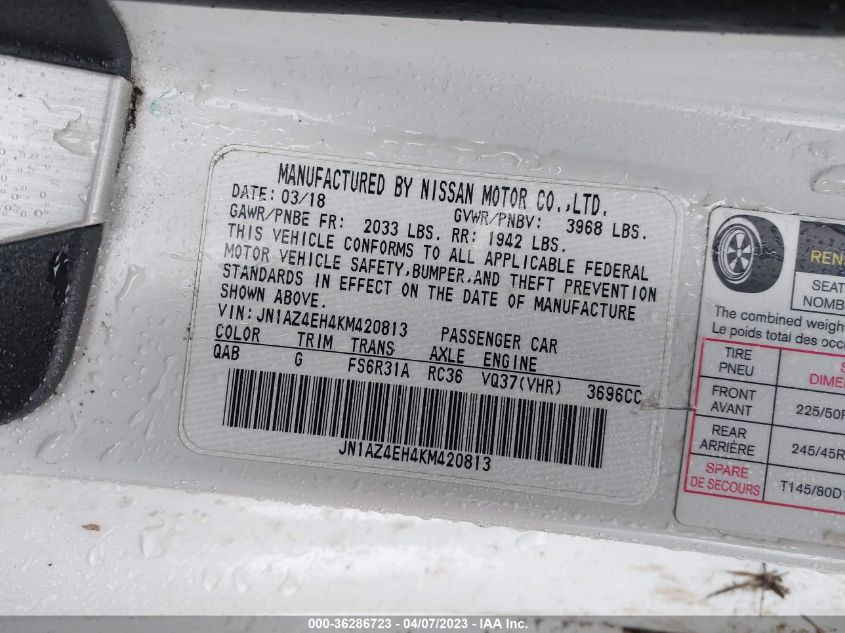 MANUFACTURED BY NISSAN MOTOR CO.,LTD.
DATE: 03/18 GVWR/PNBV: 3968 LBS.
GAWR/PNBE FR: 2033 LBS. RR: 1942 LBS.
THIS VEHICLE CONFORMS TO ALL APPLICABLE FEDERAL
MOTOR VEHICLE SAFETY,BUMPER,AND THEFT PREVENTION
STANDARDS IN EFFECT ON THE DATE OF MANUFACTURE
SHOWN ABOVE.
VIN:JN1AZ4EH4KM420813 PASSENGER CAR
COLOR TRIM TRANS AXLE ENGINE
QAB G FS6R31A RC36 VQ37(VHR) 3696CC
JN1AZ4EH4KM420813
SEAT
NOMB
The combined weight
Le poids total des occ
TIRE
PNEU
DIME
FRONT
AVANT
225/50R
REAR
ARRIÈRE
245/45R
SPARE
DE SECOURS
T145/80D
000-36286723 - 04/07/2023 - IAA Inc.